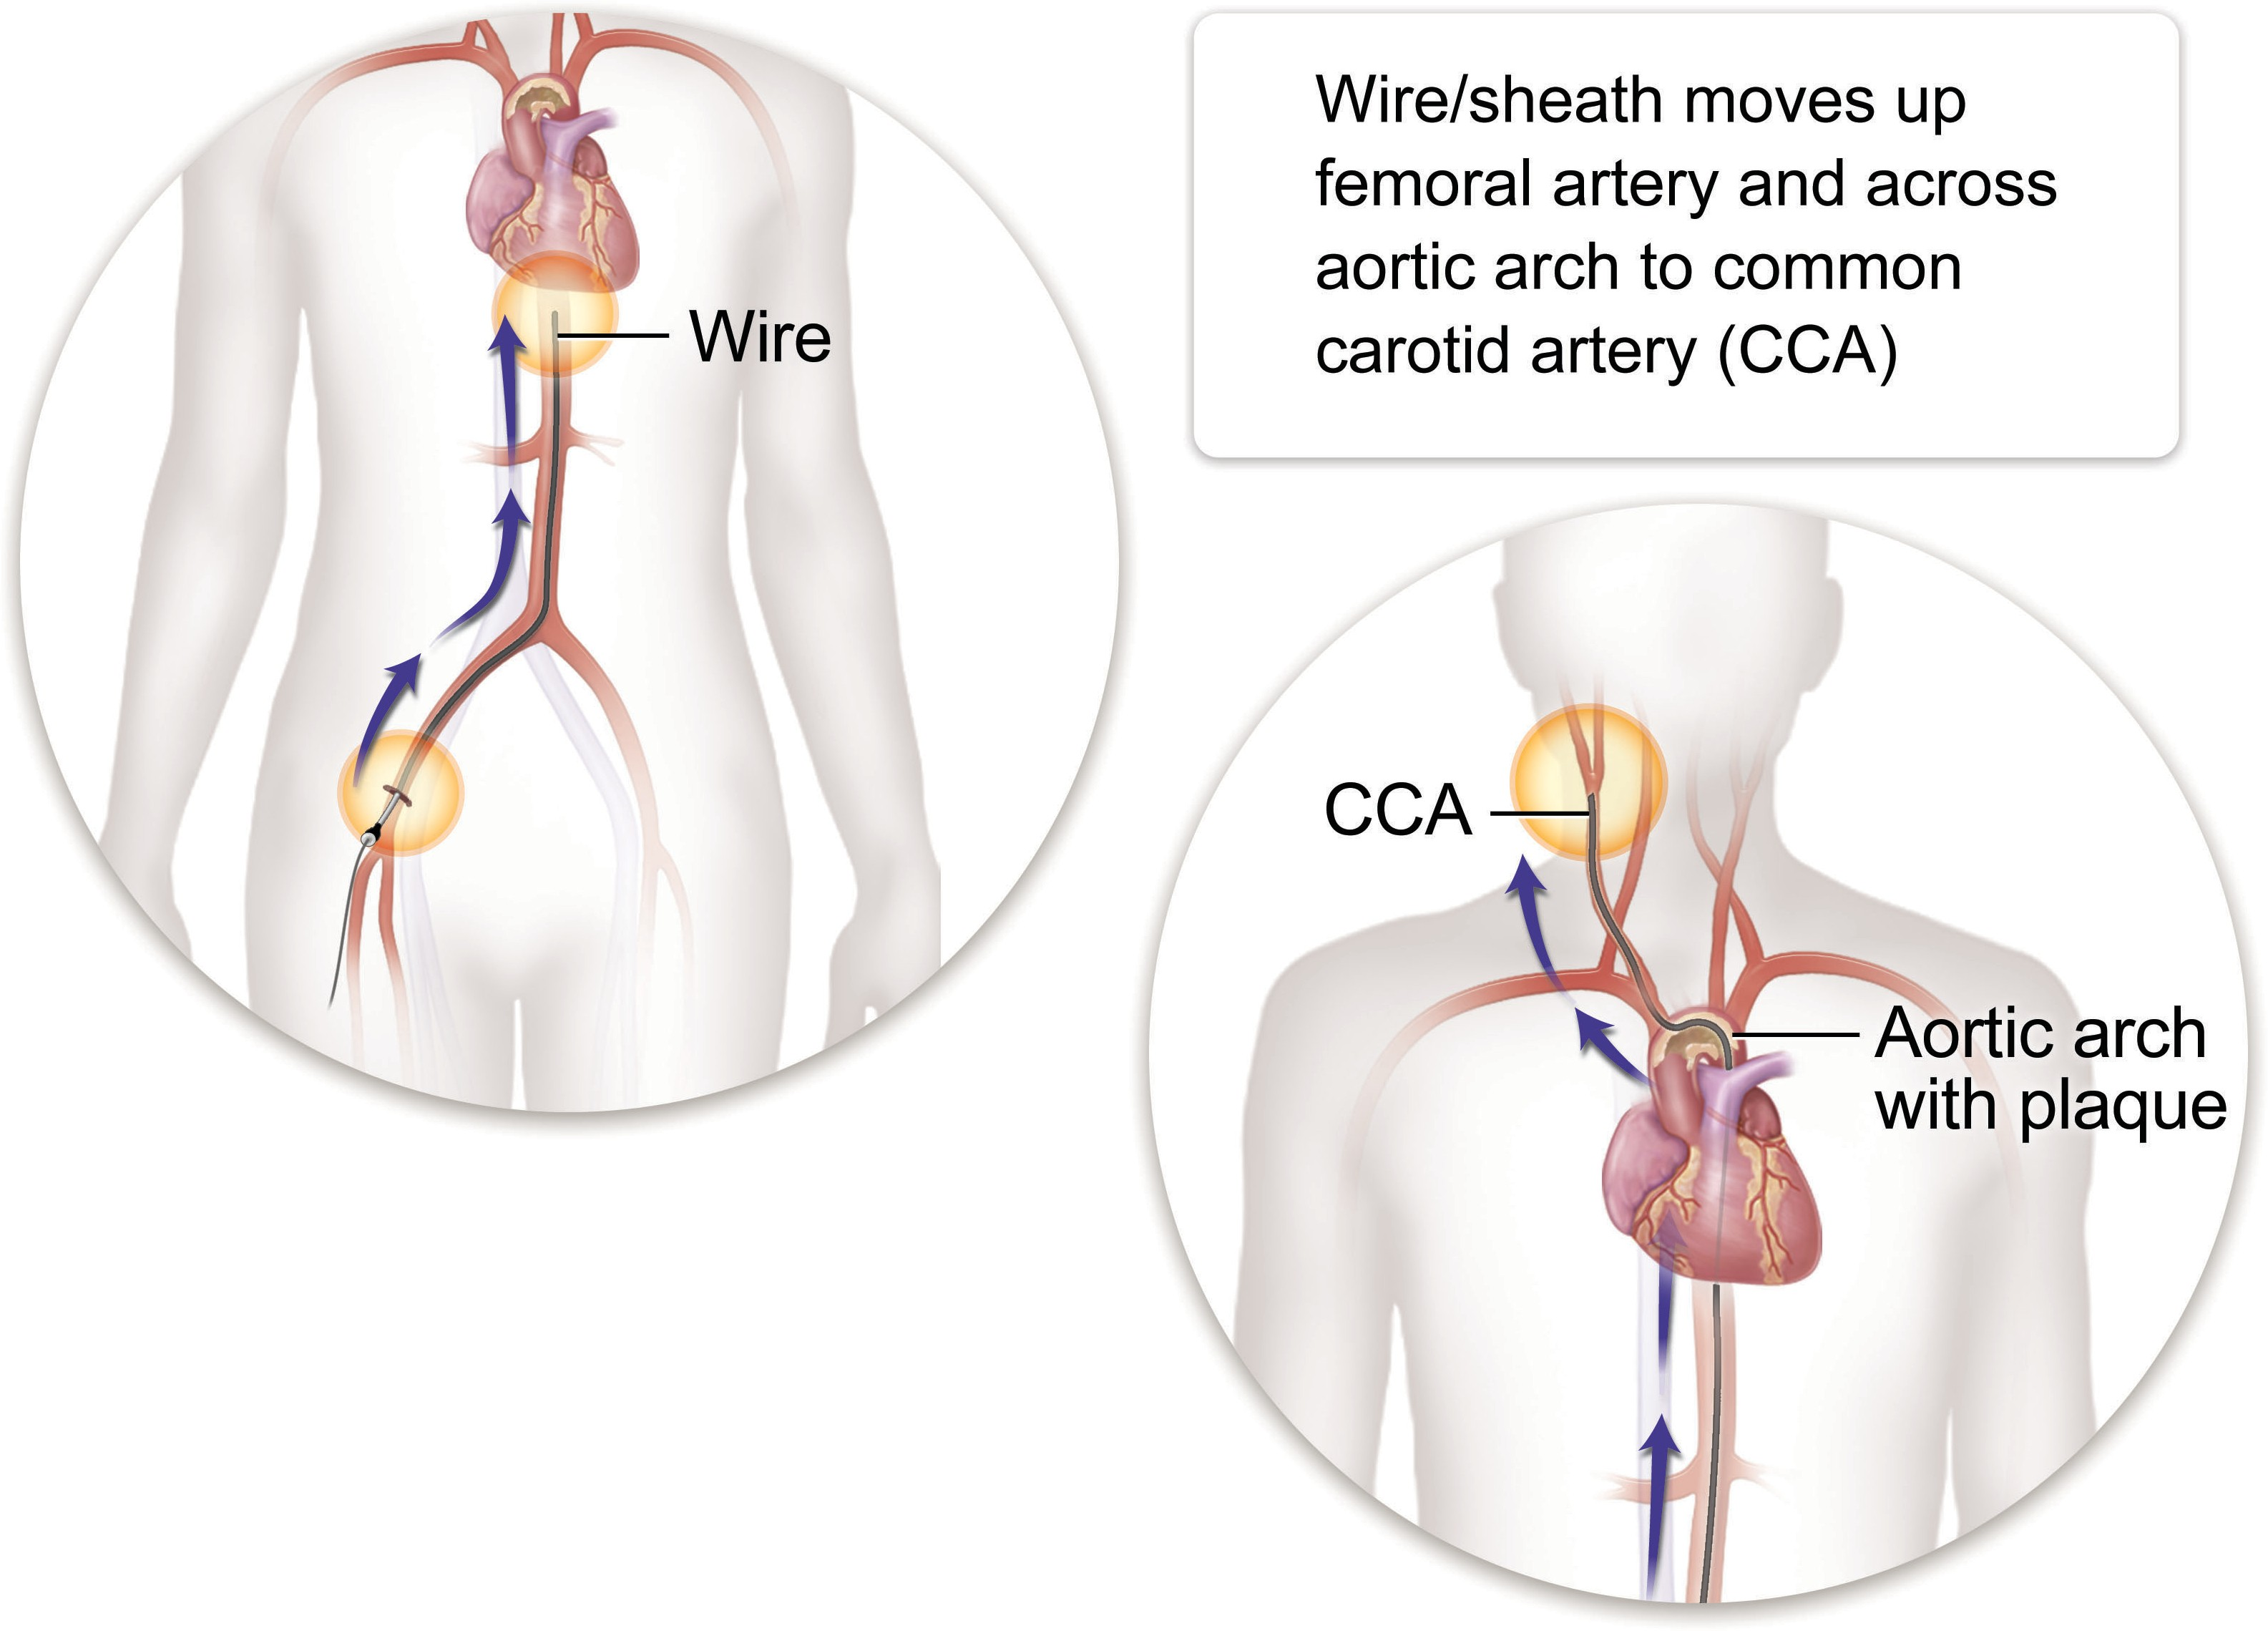 Wire/sheath moves up
femoral artery and across
aortic arch to common
carotid artery (CCA)
Wire
CCA
Aortic arch
with plaque